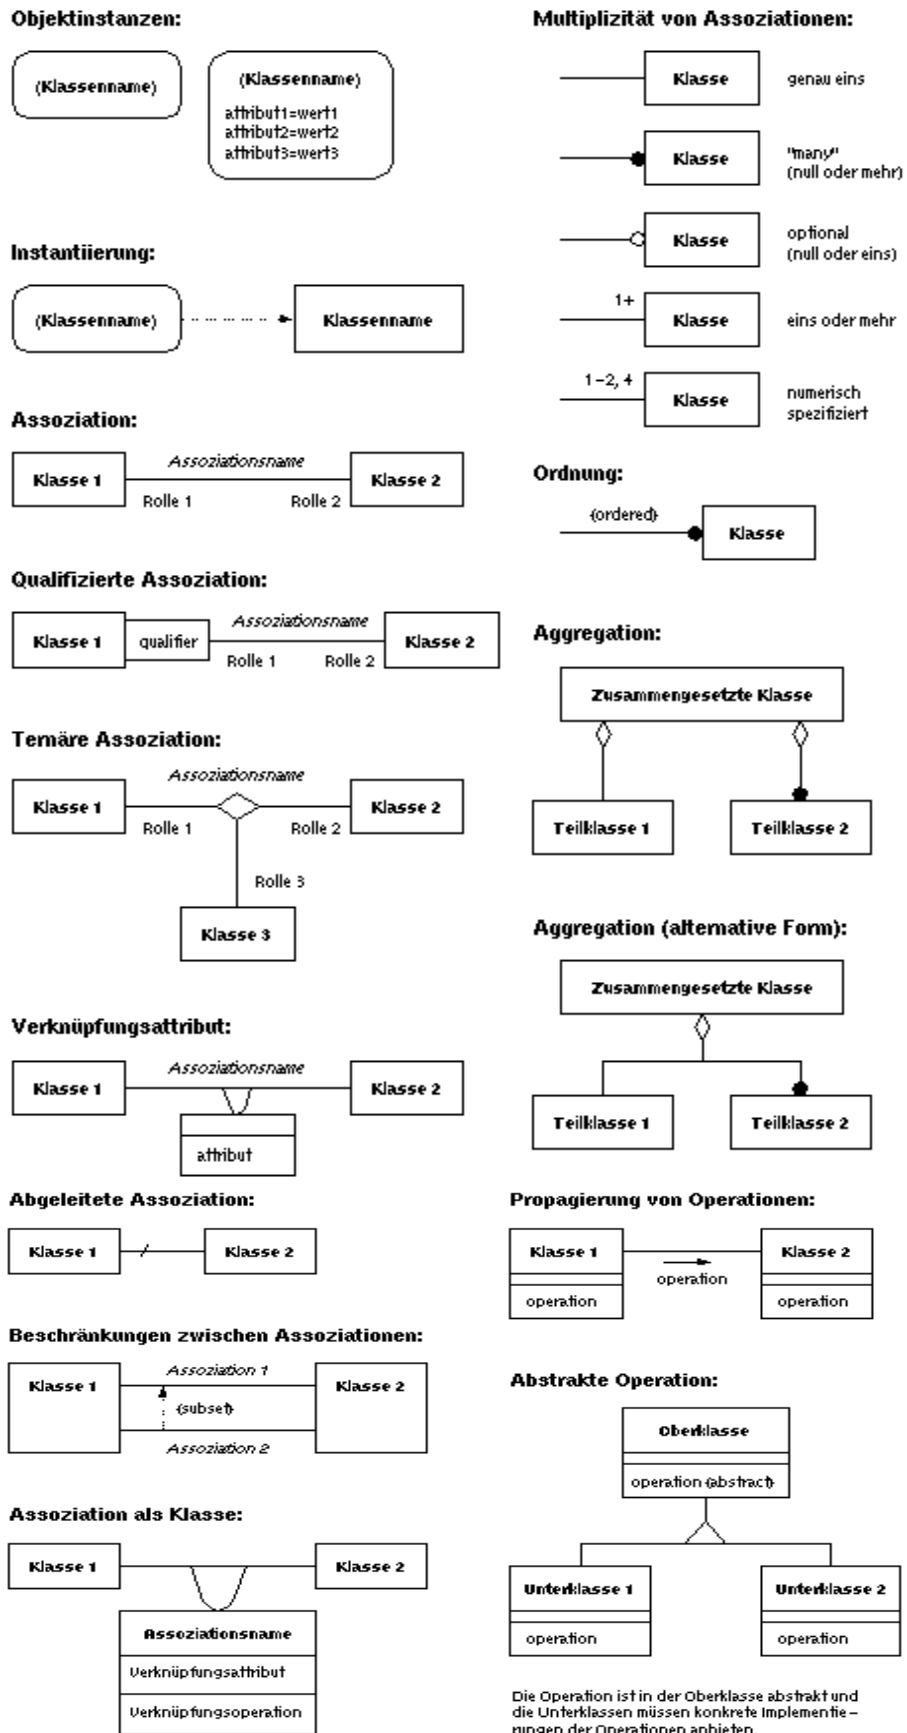 Objektinstanzen:
(Klassenname)
(Klassenname)
attribut1=wert1
attribut2=wert2
attribut3=wert3
Instantiierung:
(Klassenname)
Klassenname
Assoziation:
Klasse 1
Assoziationsname
Klasse 2
Rolle 1
Rolle 2
Qualifizierte Assoziation:
Klasse 1
qualifier
Assoziationsname
Klasse 2
Rolle 1
Rolle 2
Ternäre Assoziation:
Assoziationsname
Klasse 1
Klasse 2
Rolle 1
Rolle 2
Rolle 3
Klasse 3
Verknüpfungsattribut:
Assoziationsname
Klasse 1
Klasse 2
attribut
Multiplizität von Assoziationen:
Klasse
genau eins
Klasse
"many"
(null oder mehr)
Klasse
optional
(null oder eins)
1+
Klasse
eins oder mehr
1-2, 4
Klasse
numerisch
spezifiziert
Ordnung:
{ordered}
Klasse
Aggregation:
Zusammengesetzte Klasse
Teilklasse 1
Teilklasse 2
Aggregation (alternative Form):
Zusammengesetzte Klasse
Teilklasse 1
Teilklasse 2
Abgeleitete Assoziation:
Klasse 1
Klasse 2
Beschränkungen zwischen Assoziationen:
Klasse 1
Assoziation 1
Klasse 2
{subset}
Assoziation 2
Assoziation als Klasse:
Klasse 1
Klasse 2
Assoziationsname
Verknüpfungsattribut
Verknüpfungsoperation
Propagierung von Operationen:
Klasse 1
Klasse 2
operation
operation
operation
Abstrakte Operation:
Oberklasse
operation {abstract}
Unterklasse 1
operation
Unterklasse 2
operation
Die Operation ist in der Oberklasse abstrakt und
die Unterklassen müssen konkrete Implementie-
rungen der Operationen anbieten